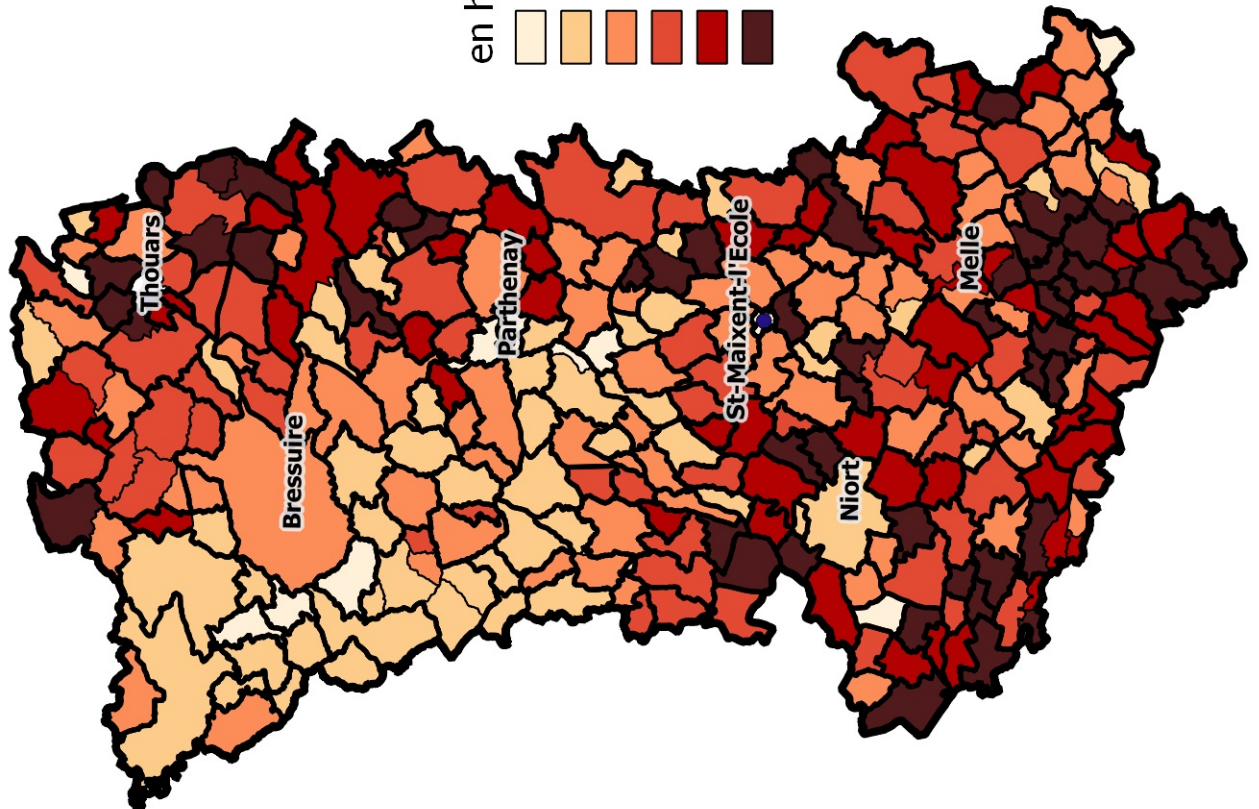 en h
Thouars
Bressuire
Parthenay
St-Maixent-l'Ecole
Melle
Niort